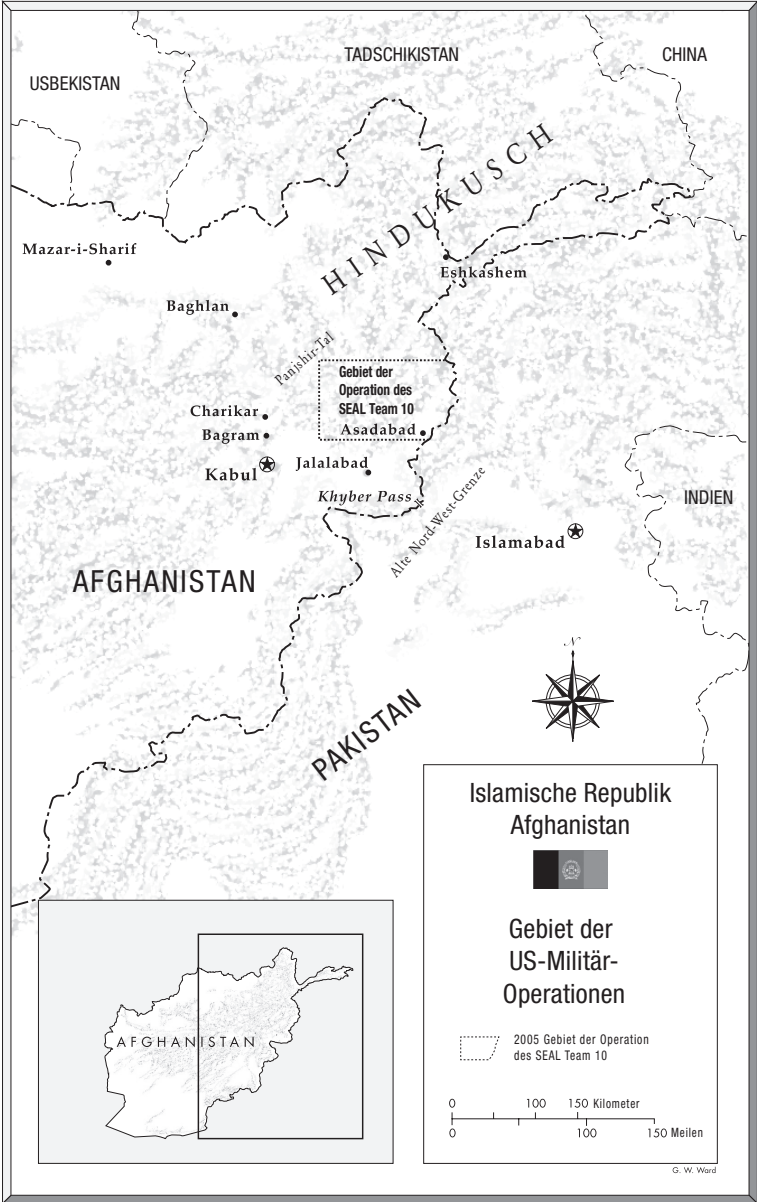 USBEKISTAN
TADSCHIKISTAN
CHINA
HINDUKUSCH
Mazar-i-Sharif
Eshkashem
Baghlan
Panjshir-Tal
Gebiet der
Operation des
SEAL Team 10
Charikar
Asadabad
Bagram
Kabul
Jalalabad
Khyber Pass
Alte Nord-West-Grenze
INDIEN
Islamabad
AFGHANISTAN
N
PAKISTAN
Islamische Republik
Afghanistan
Gebiet der
US-Militär-
Operationen
2005 Gebiet der Operation
des SEAL Team 10
0 100 150 Kilometer
0 100 150 Meilen
AFGHANISTAN
G. W. Ward